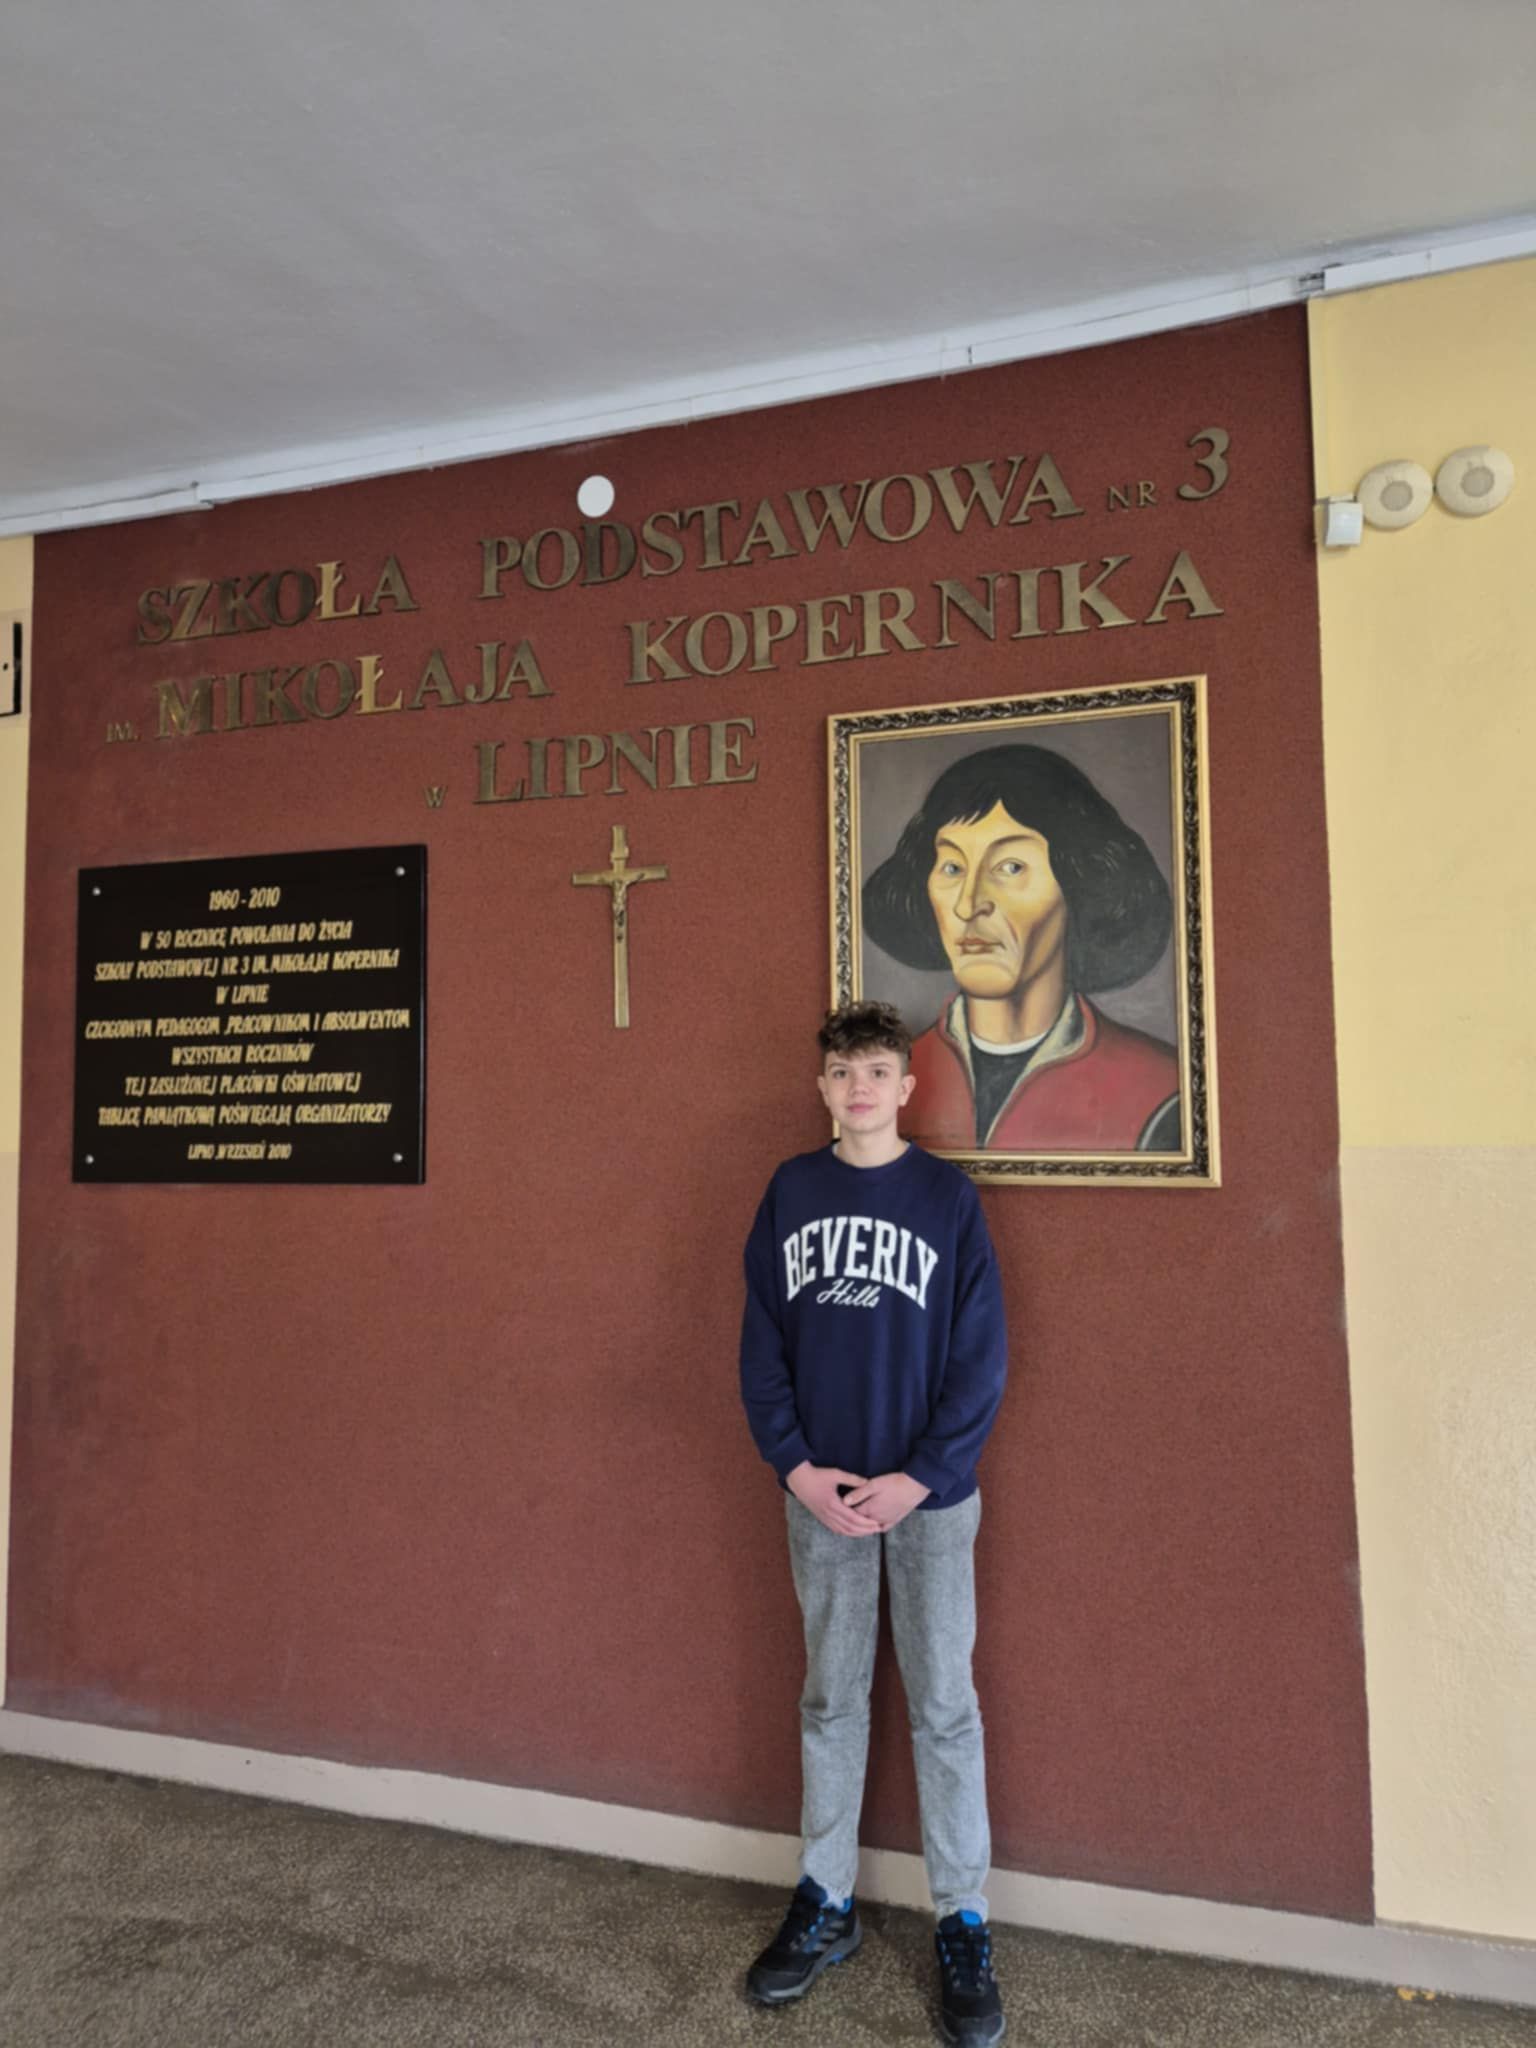 SZKOŁA PODSTAWOWA NR 3
IM. MIKOŁAJA KOPERNIKA
W LIPNIE
1960-2010
W 50 ROCZNICĘ POWOŁANIA DO ŻYCIA
SZKOŁY PODSTAWOWEJ NR 3 IM. MIKOŁAJA KOPERNIKA
W LIPNIE
CZCIGODNYM PEDAGOGOM ,PRACOWNIKOM I ABSOLWENTOM
WSZYSTKICH ROCZNIKÓW
TEJ ZASŁUŻONEJ PLACÓWKI OŚWIATOWEJ
TABLICĘ PAMIĄTKOWĄ POŚWIĘCAJĄ ORGANIZATORZY
LIPNO ,WRZESIEŃ 2010
BEVERLY
Hills